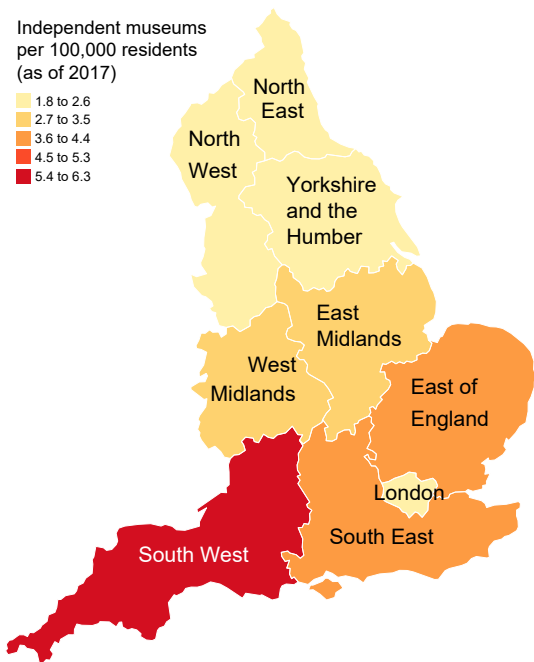 Independent museums
per 100,000 residents
(as of 2017)
1.8 to 2.6
2.7 to 3.5
3.6 to 4.4
4.5 to 5.3
5.4 to 6.3
North
East
North
West
Yorkshire
and the
Humber
East
Midlands
West
Midlands
East of
England
London
South East
South West